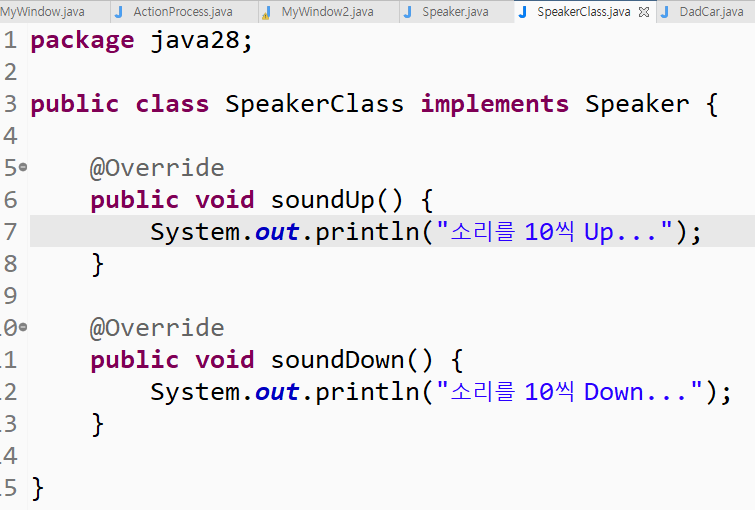 MyWindow.java ActionProcess.java MyWindow2.java Speaker.java SpeakerClass.java DadCar.java
1 package java28;
2
3 public class SpeakerClass implements Speaker {
4
5 @Override
6 public void soundUp() {
7 System.out.println("소리를 10씩 Up...");
8 }
9
10 @Override
11 public void soundDown() {
12 System.out.println("소리를 10씩 Down...");
13 }
14
15 }